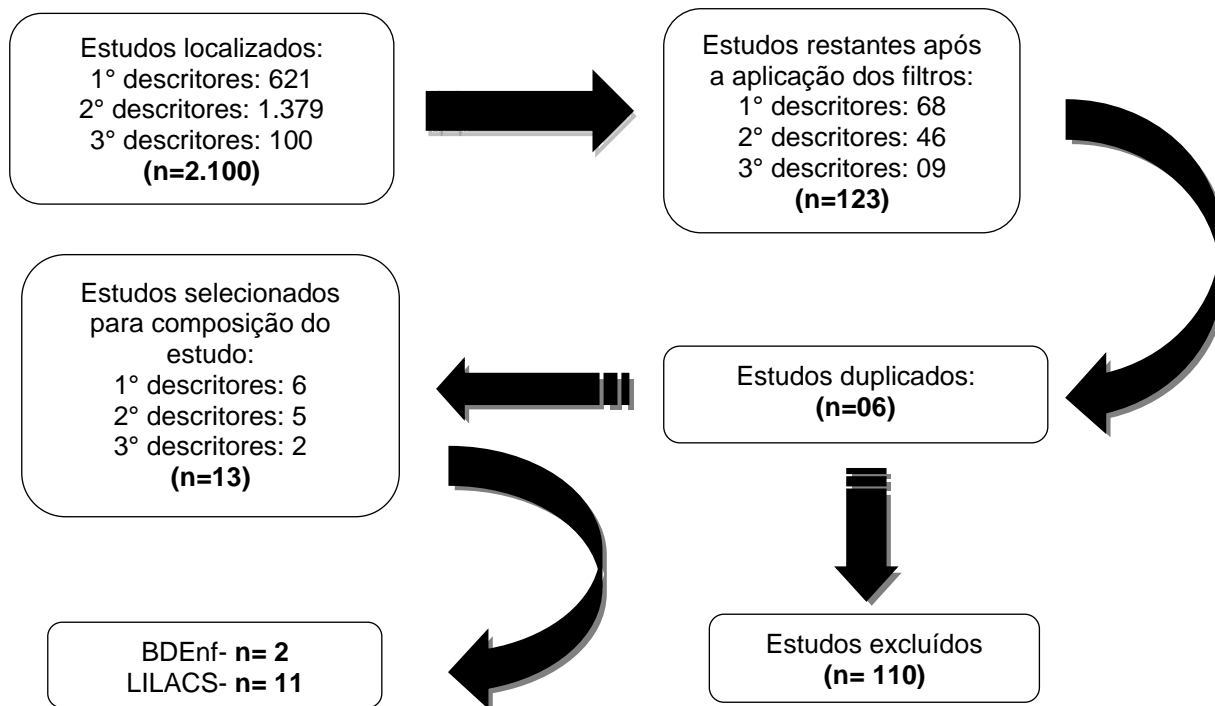 Estudos localizados:
1° descritores: 621
2° descritores: 1.379
3° descritores: 100
(n=2.100)
Estudos restantes após
a aplicação dos filtros:
1° descritores: 68
2° descritores: 46
3° descritores: 09
(n=123)
Estudos duplicados:
(n=06)
Estudos selecionados
para composição do
estudo:
1° descritores: 6
2° descritores: 5
3° descritores: 2
(n=13)
Estudos excluídos
(n= 110)
BDEnf- n= 2
LILACS- n= 11